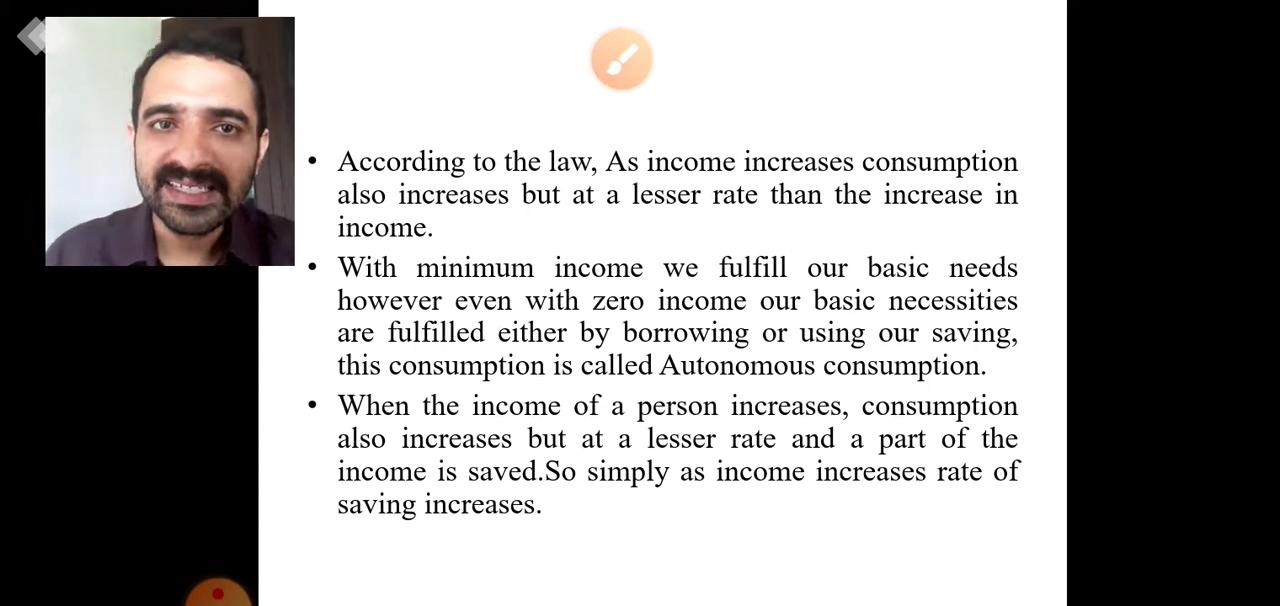 • According to the law, As income increases consumption
also increases but at a lesser rate than the increase in
income.
• With minimum income we fulfill our basic needs
however even with zero income our basic necessities
are fulfilled either by borrowing or using our saving,
this consumption is called Autonomous consumption.
• When the income of a person increases, consumption
also increases but at a lesser rate and a part of the
income is saved.So simply as income increases rate of
saving increases.